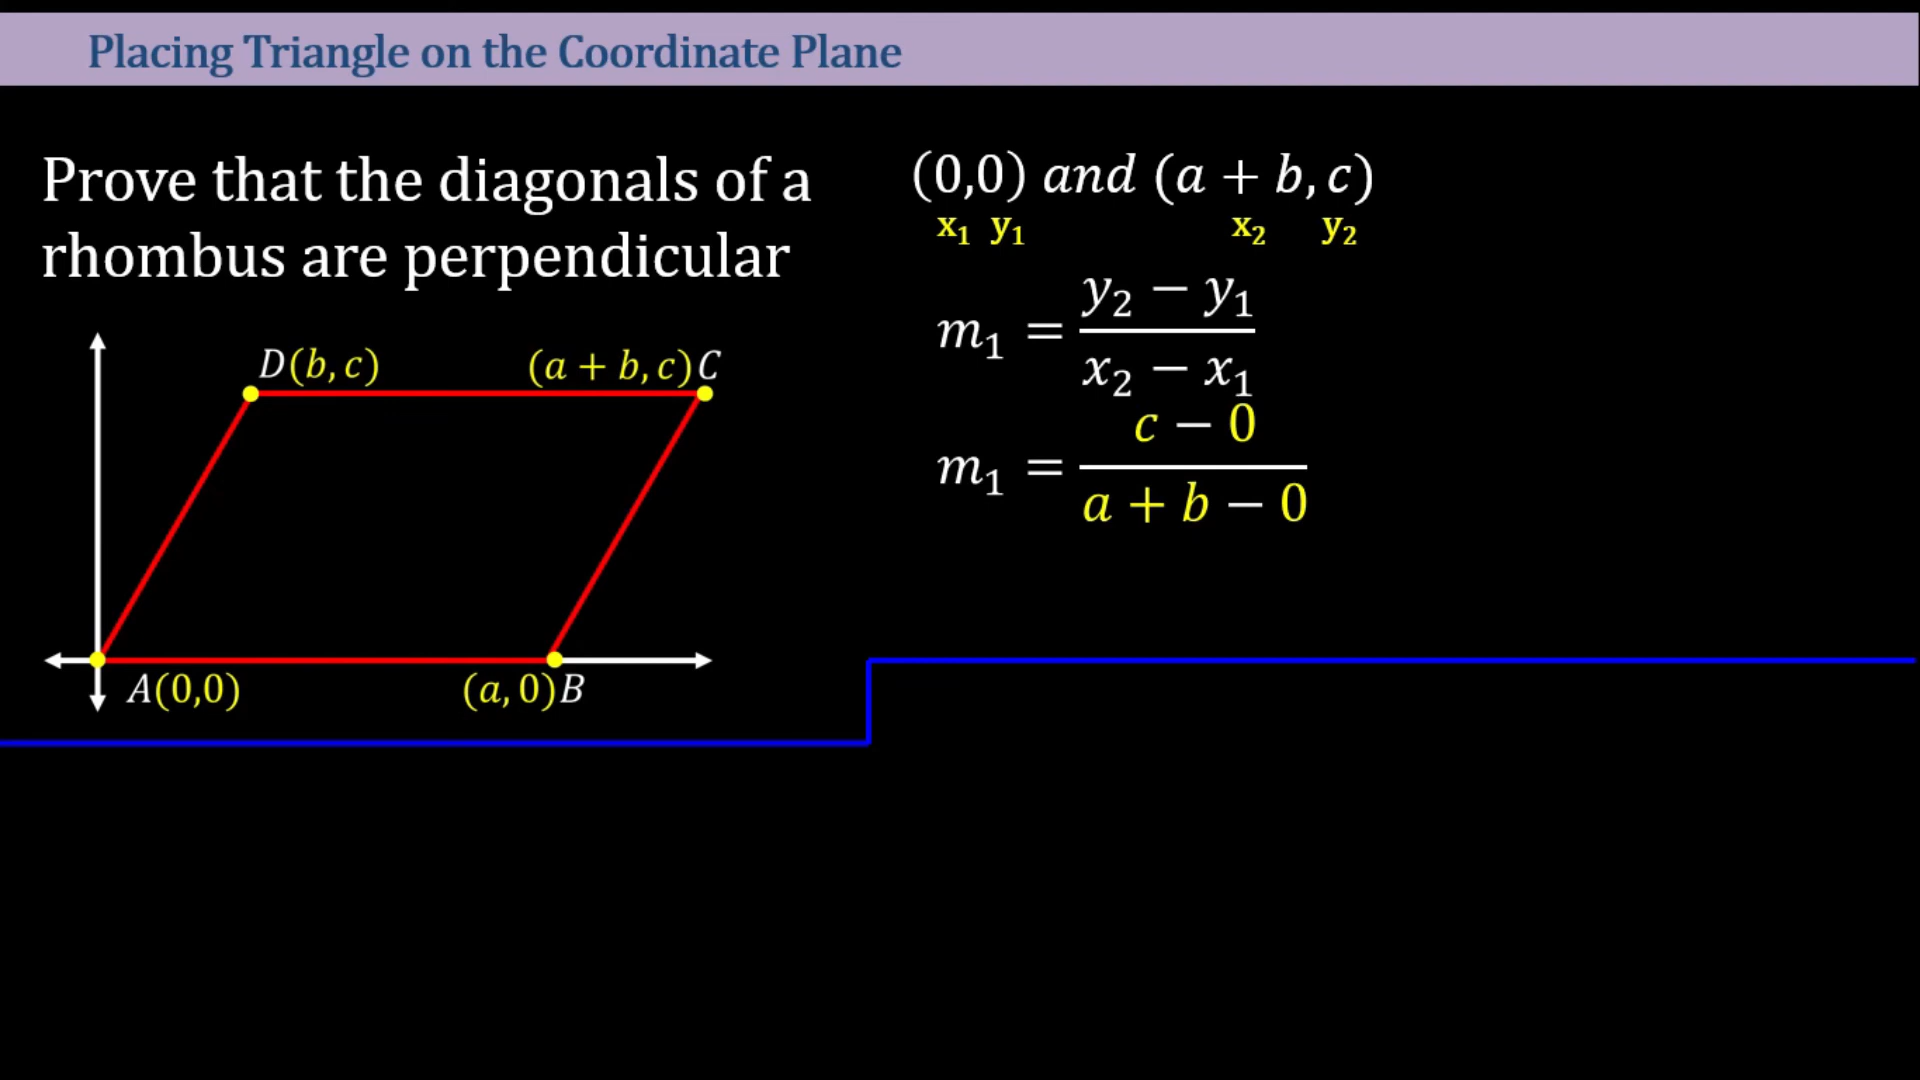 Placing Triangle on the Coordinate Plane
Prove that the diagonals of a
rhombus are perpendicular
D(b, c)
(a + b, c)C
A(0,0)
(a, 0)B
(0,0) and (a + b, c)
x₁ y₁ x₂ y₂
m₁ = (y₂ − y₁)/(x₂ − x₁)
m₁ = (c − 0)/(a + b − 0)